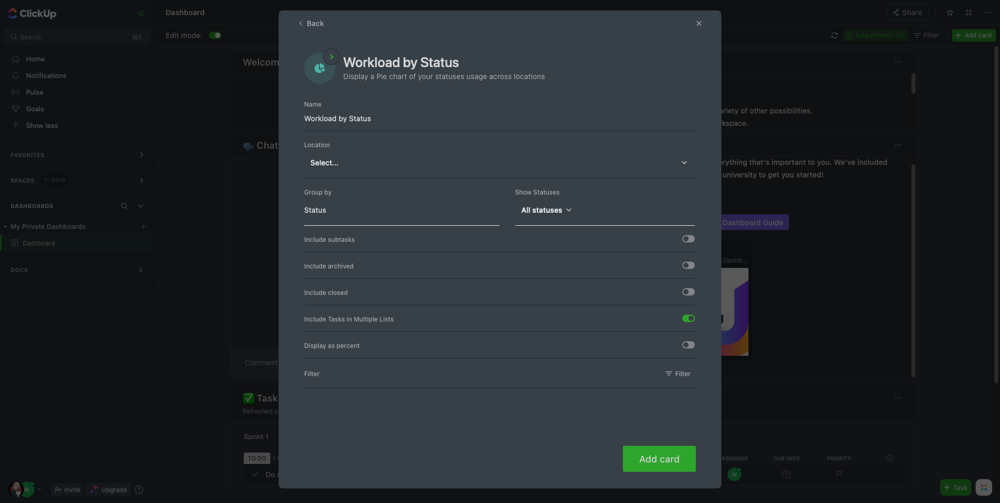 ClickUp
Dashboard
Share
Search
⌘K
Edit mode:
Auto refresh: On
Filter
Add card
Home
Notifications
Pulse
Goals
Show less
FAVORITES
SPACES
Back
DASHBOARDS
My Private Dashboards
Dashboard
DOCS
AI
Invite
Upgrade
Back
Workload by Status
Display a Pie chart of your statuses usage across locations
Name
Workload by Status
Location
Select...
Group by
Show Statuses
Status
All statuses
Include subtasks
Include archived
Include closed
Include Tasks in Multiple Lists
Display as percent
Filter
Filter
Add card
Welcom
ariety of other possibilities.
kspace.
Chat
erything that's important to you. We've included
university to get you started!
Dashboard Guide
Dashb...
Comment
Task
Refreshed ju
Sprint 1
TO DO
1 T
ASSIGNEE
DUE DATE
PRIORITY
Do s
AI
Task